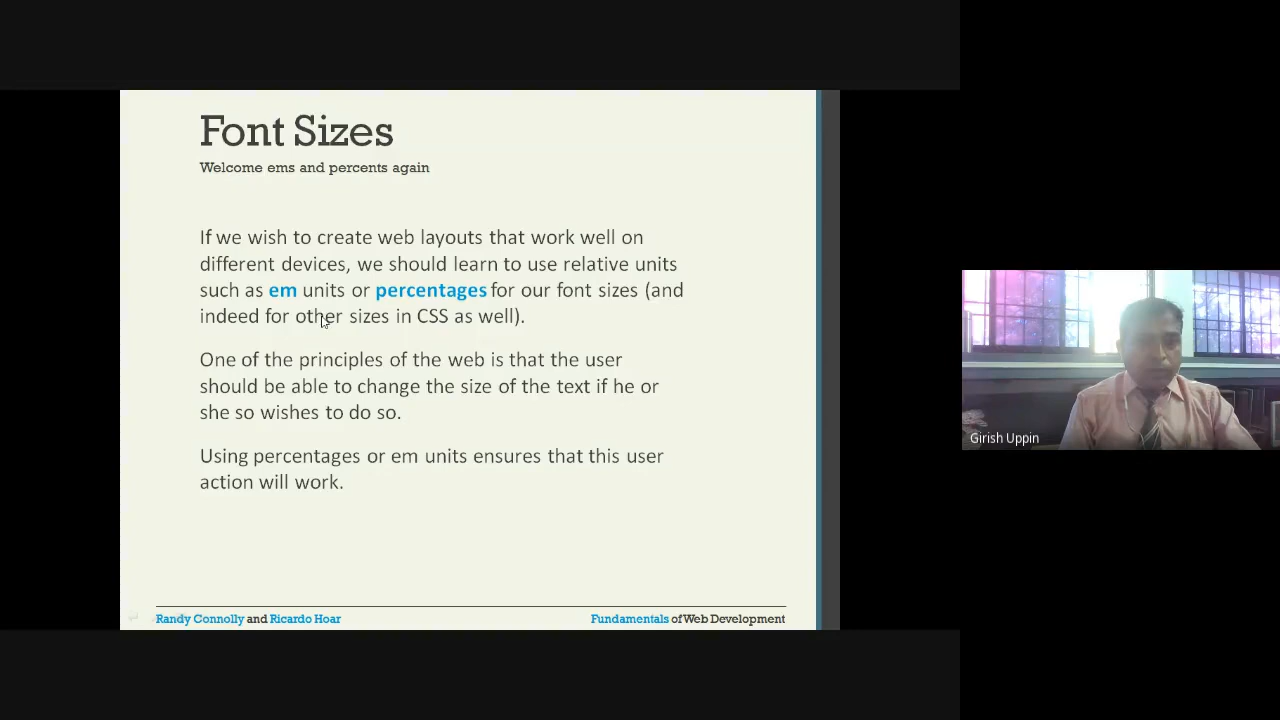 Font Sizes
Welcome ems and percents again
If we wish to create web layouts that work well on
different devices, we should learn to use relative units
such as em units or percentages for our font sizes (and
indeed for other sizes in CSS as well).
One of the principles of the web is that the user
should be able to change the size of the text if he or
she so wishes to do so.
Using percentages or em units ensures that this user
action will work.
Randy Connolly and Ricardo Hoar
Fundamentals of Web Development
Girish Uppin